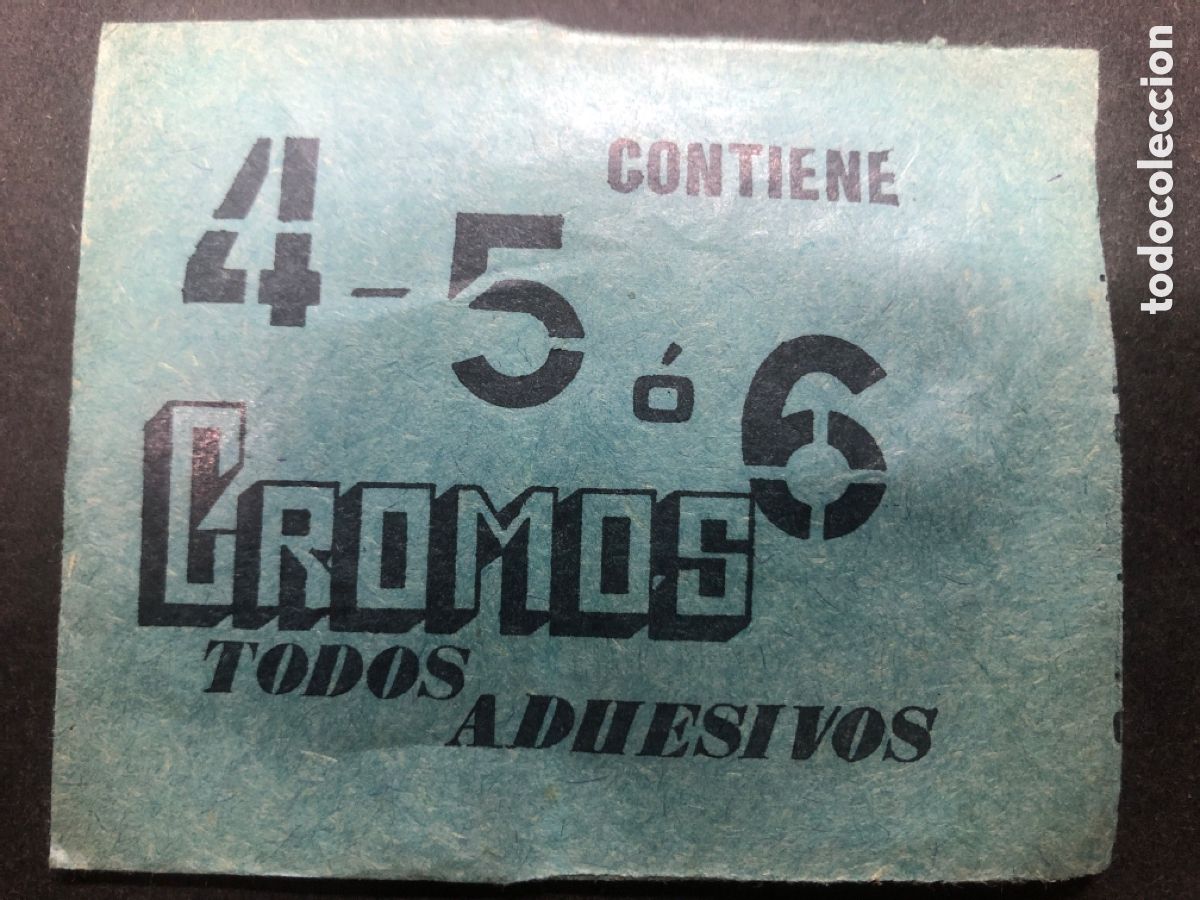 CONTIENE
4-5 ó 6
CROMOS
TODOS
ADHESIVOS
todocoleccion